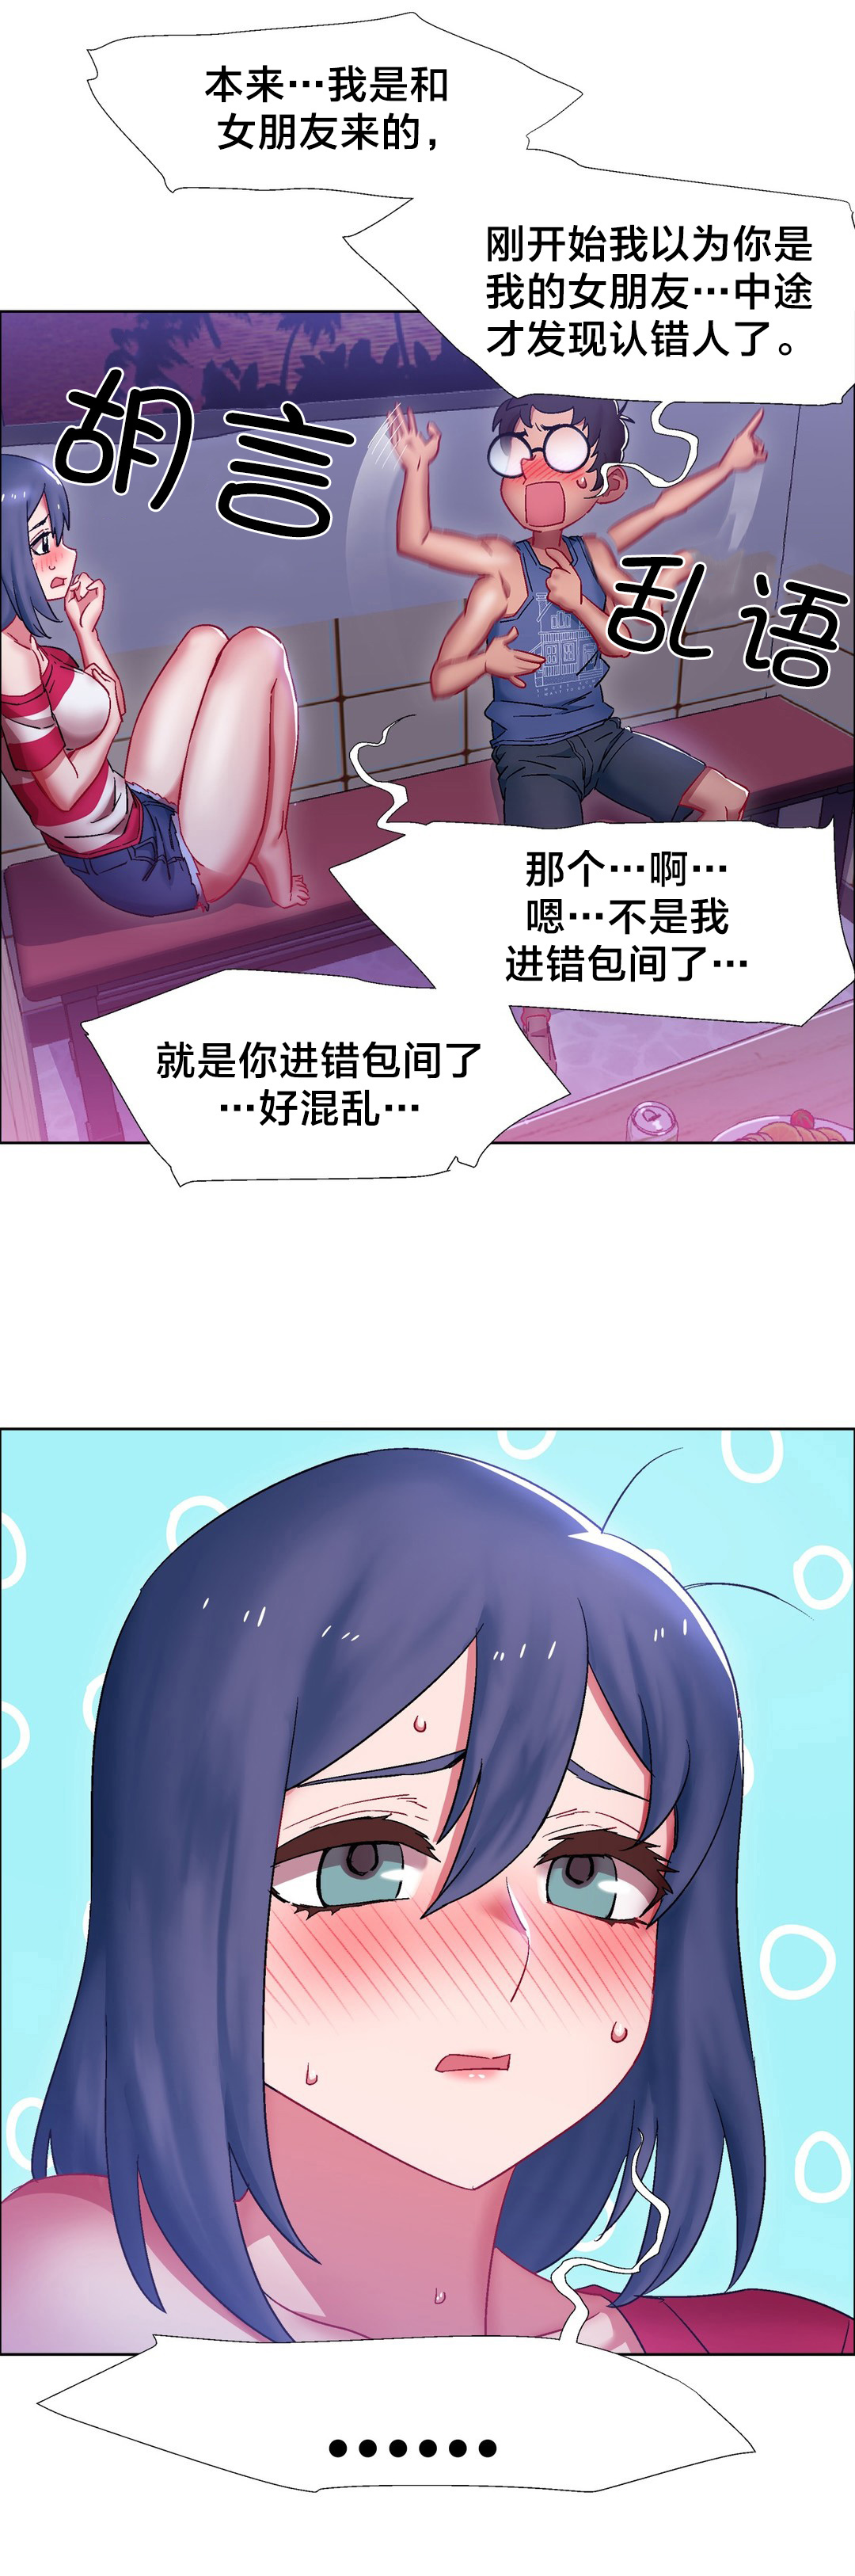 本来…我是和
女朋友来的，
刚开始我以为你是
我的女朋友…中途
才发现认错人了。
胡言
乱语
那个…啊…
嗯…不是我
进错包间了…
就是你进错包间了
…好混乱…
••••••